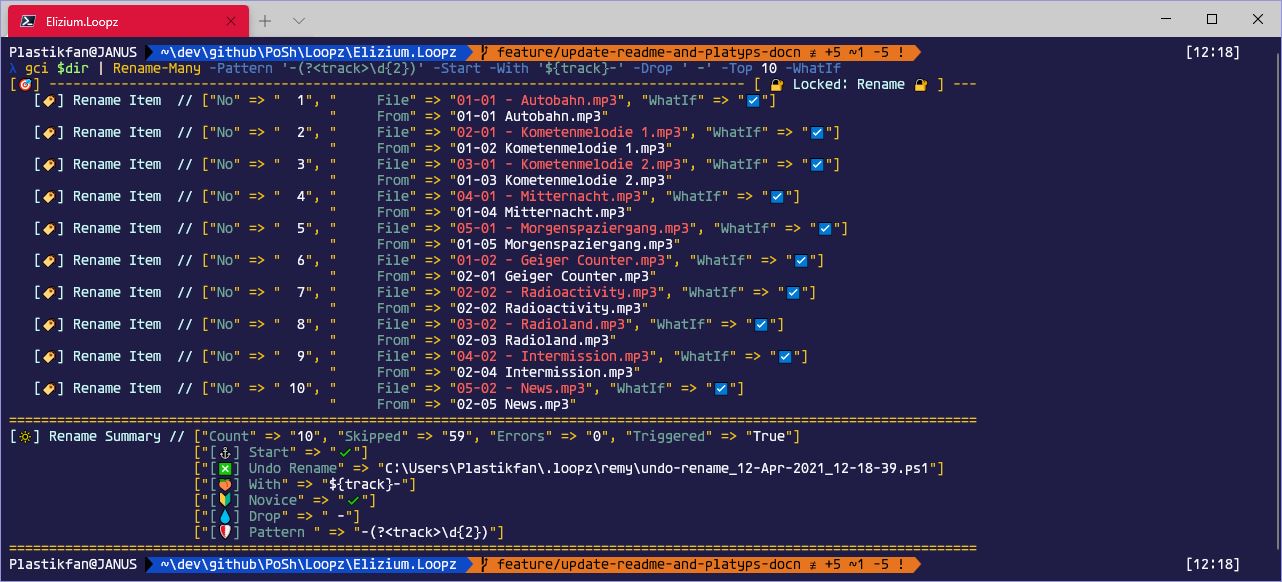 Elizium.Loopz
Plastikfan@JANUS ~\dev\github\PoSh\Loopz\Elizium.Loopz feature/update-readme-and-platyps-docn ≢ +5 ~1 -5 ! [12:18]
λ gci $dir | Rename-Many -Pattern '-(?<track>\d{2})' -Start -With '${track}-' -Drop ' -' -Top 10 -WhatIf
[🎯] --------------------------------------------------------------------------------------- [ 🔐 Locked: Rename 🔐 ] ---
[🏷️] Rename Item // ["No" => "  1", "     File" => "01-01 - Autobahn.mp3", "WhatIf" => "☑️"]
"     From" => "01-01 Autobahn.mp3"
[🏷️] Rename Item // ["No" => "  2", "     File" => "02-01 - Kometenmelodie 1.mp3", "WhatIf" => "☑️"]
"     From" => "01-02 Kometenmelodie 1.mp3"
[🏷️] Rename Item // ["No" => "  3", "     File" => "03-01 - Kometenmelodie 2.mp3", "WhatIf" => "☑️"]
"     From" => "01-03 Kometenmelodie 2.mp3"
[🏷️] Rename Item // ["No" => "  4", "     File" => "04-01 - Mitternacht.mp3", "WhatIf" => "☑️"]
"     From" => "01-04 Mitternacht.mp3"
[🏷️] Rename Item // ["No" => "  5", "     File" => "05-01 - Morgenspaziergang.mp3", "WhatIf" => "☑️"]
"     From" => "01-05 Morgenspaziergang.mp3"
[🏷️] Rename Item // ["No" => "  6", "     File" => "01-02 - Geiger Counter.mp3", "WhatIf" => "☑️"]
"     From" => "02-01 Geiger Counter.mp3"
[🏷️] Rename Item // ["No" => "  7", "     File" => "02-02 - Radioactivity.mp3", "WhatIf" => "☑️"]
"     From" => "02-02 Radioactivity.mp3"
[🏷️] Rename Item // ["No" => "  8", "     File" => "03-02 - Radioland.mp3", "WhatIf" => "☑️"]
"     From" => "02-03 Radioland.mp3"
[🏷️] Rename Item // ["No" => "  9", "     File" => "04-02 - Intermission.mp3", "WhatIf" => "☑️"]
"     From" => "02-04 Intermission.mp3"
[🏷️] Rename Item // ["No" => " 10", "     File" => "05-02 - News.mp3", "WhatIf" => "☑️"]
"     From" => "02-05 News.mp3"
=========================================================================================================================
[🔆] Rename Summary // ["Count" => "10", "Skipped" => "59", "Errors" => "0", "Triggered" => "True"]
["[⚓] Start" => "✔"]
["[❎] Undo Rename" => "C:\Users\Plastikfan\.loopz\remy\undo-rename_12-Apr-2021_12-18-39.ps1"]
["[🍑] With" => "${track}-"]
["[🔰] Novice" => "✔"]
["[💧] Drop" => " -"]
["[🛡️] Pattern " => "-(?<track>\d{2})"]
=========================================================================================================================
Plastikfan@JANUS ~\dev\github\PoSh\Loopz\Elizium.Loopz feature/update-readme-and-platyps-docn ≢ +5 ~1 -5 ! [12:18]